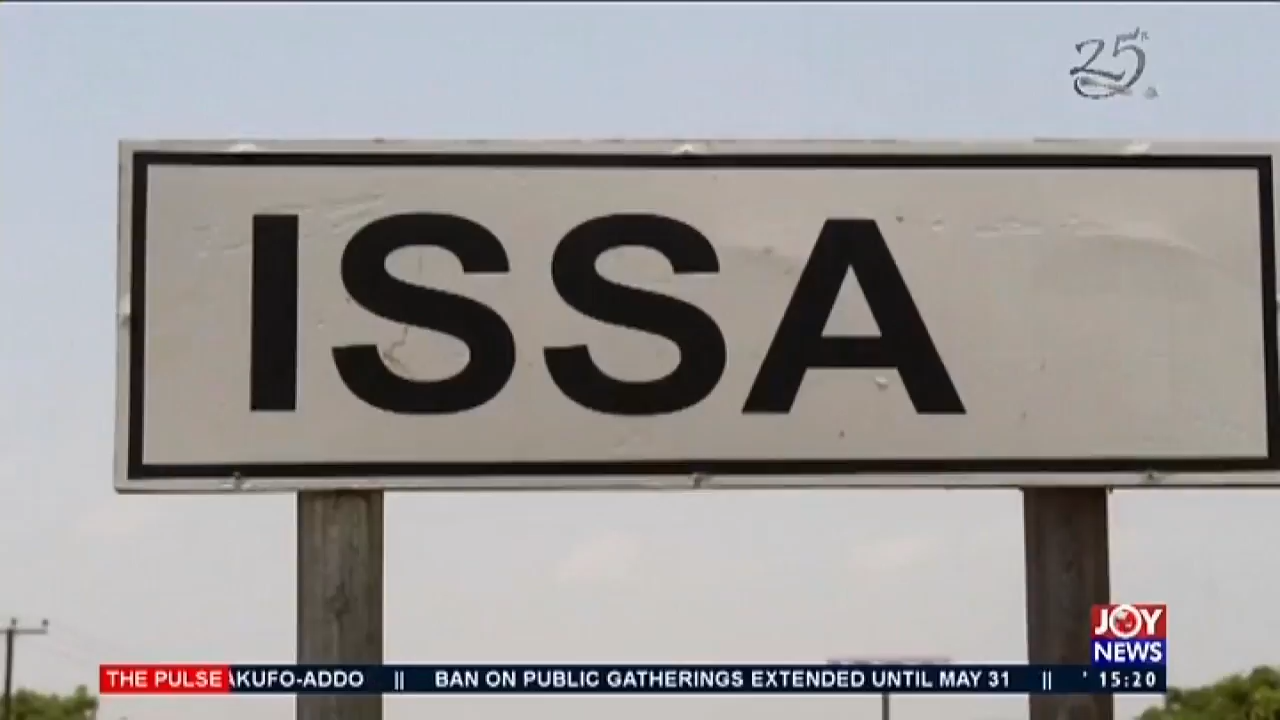 25
ISSA
JOY
NEWS
THE PULSE AKUFO-ADDO || BAN ON PUBLIC GATHERINGS EXTENDED UNTIL MAY 31 || ' 15:20